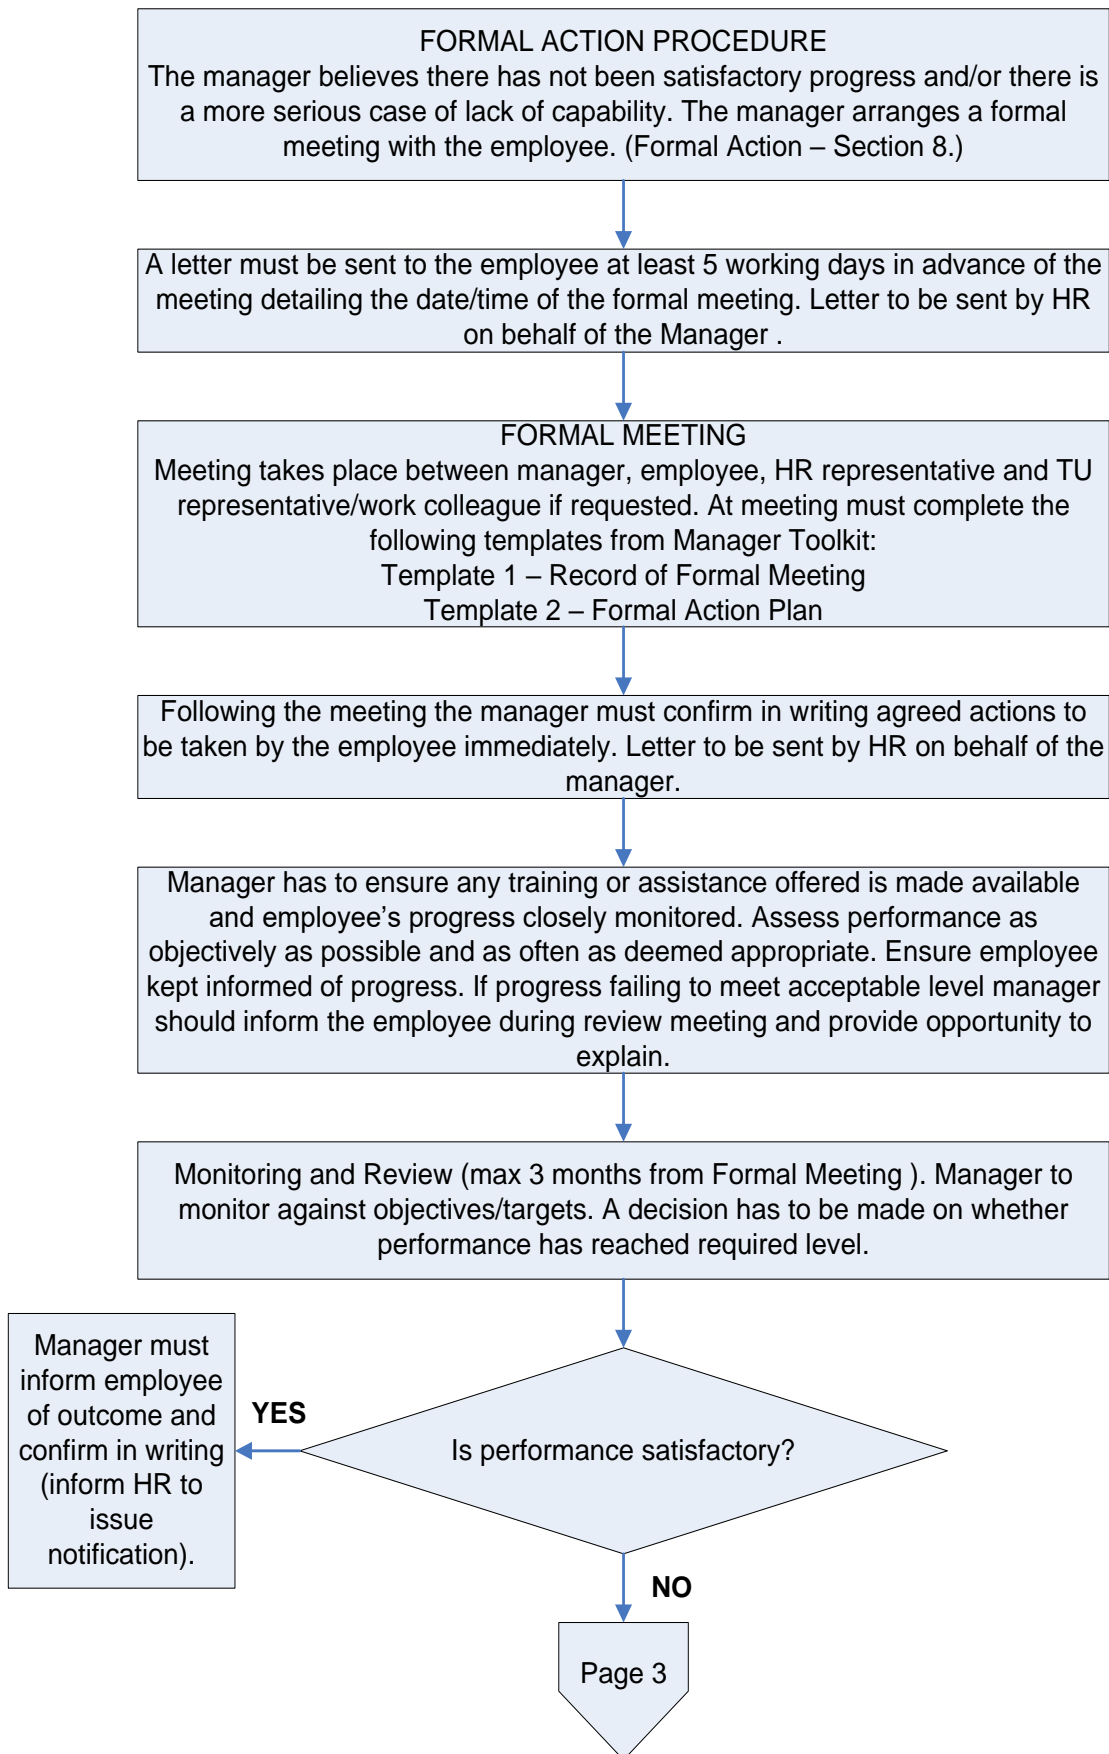 FORMAL ACTION PROCEDURE
The manager believes there has not been satisfactory progress and/or there is
a more serious case of lack of capability. The manager arranges a formal
meeting with the employee. (Formal Action – Section 8.)
A letter must be sent to the employee at least 5 working days in advance of the
meeting detailing the date/time of the formal meeting. Letter to be sent by HR
on behalf of the Manager .
FORMAL MEETING
Meeting takes place between manager, employee, HR representative and TU
representative/work colleague if requested. At meeting must complete the
following templates from Manager Toolkit:
Template 1 – Record of Formal Meeting
Template 2 – Formal Action Plan
Following the meeting the manager must confirm in writing agreed actions to
be taken by the employee immediately. Letter to be sent by HR on behalf of the
manager.
Manager has to ensure any training or assistance offered is made available
and employee’s progress closely monitored. Assess performance as
objectively as possible and as often as deemed appropriate. Ensure employee
kept informed of progress. If progress failing to meet acceptable level manager
should inform the employee during review meeting and provide opportunity to
explain.
Monitoring and Review (max 3 months from Formal Meeting ). Manager to
monitor against objectives/targets. A decision has to be made on whether
performance has reached required level.
Is performance satisfactory?
YES
Manager must
inform employee
of outcome and
confirm in writing
(inform HR to
issue
notification).
NO
Page 3